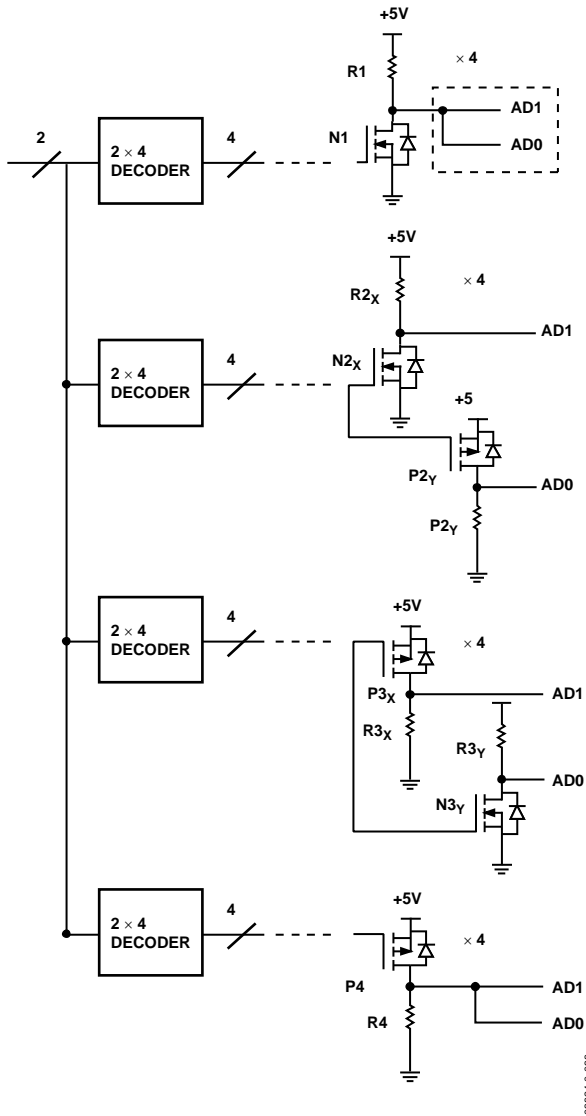 +5V
R1
× 4
AD1
AD0
N1
2
2 × 4
DECODER
4
+5V
R2X
× 4
AD1
N2X
2 × 4
DECODER
4
+5
P2Y
AD0
P2Y
2 × 4
DECODER
4
+5V
× 4
P3X
AD1
R3X
R3Y
AD0
N3Y
2 × 4
DECODER
4
+5V
× 4
P4
AD1
R4
AD0